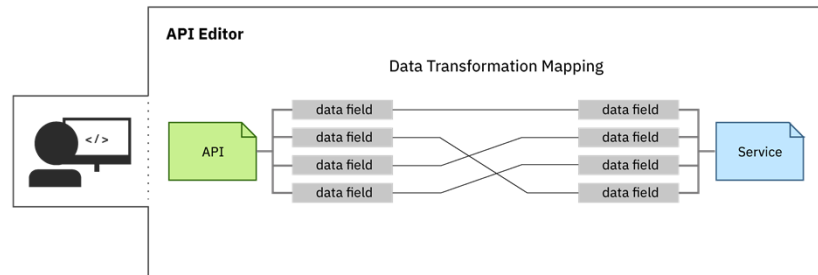 API Editor
Data Transformation Mapping
data field
data field
data field
data field
data field
data field
data field
data field
</>
API
Service